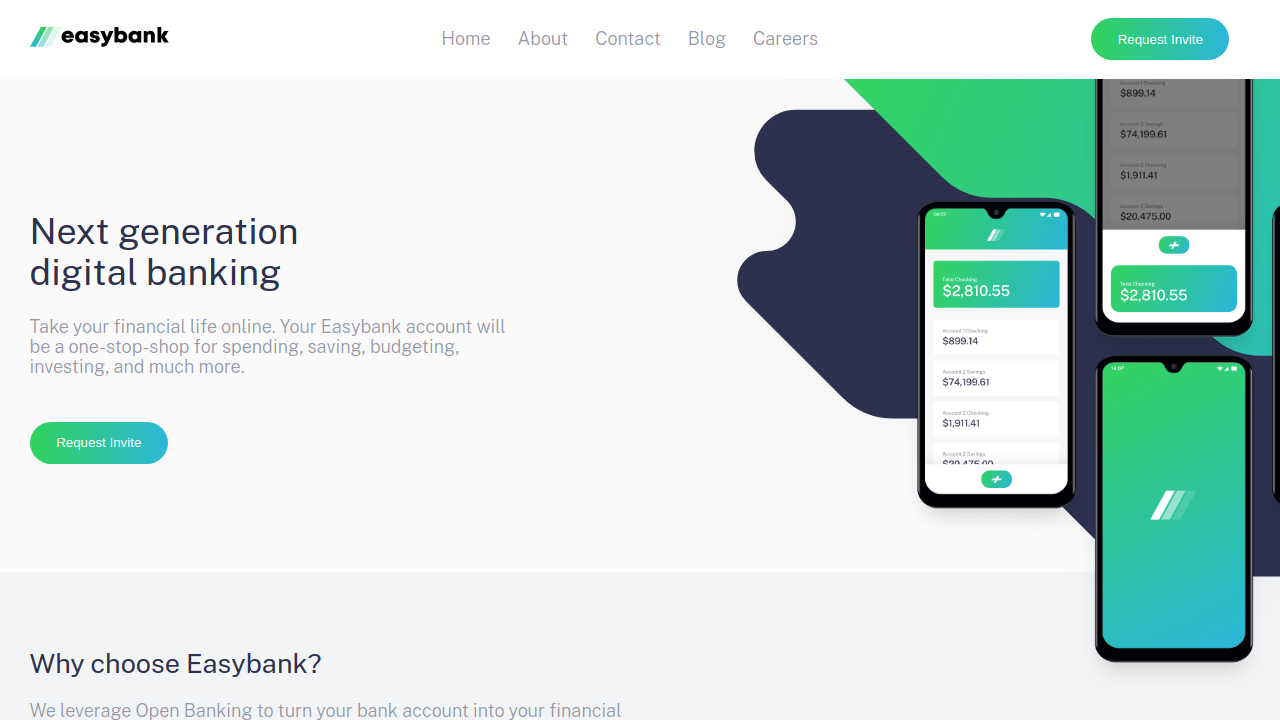 easybank
Home About Contact Blog Careers
Request Invite
Next generation
digital banking
Take your financial life online. Your Easybank account will
be a one-stop-shop for spending, saving, budgeting,
investing, and much more.
Request Invite
14:07
Total Checking
$2,810.55
Account 1 Checking
$899.14
Account 2 Savings
$74,199.61
Account 2 Checking
$1,911.41
Account 2 Savings
$20,475.00
Account 1 Checking
$899.14
Account 2 Savings
$74,199.61
Account 2 Checking
$1,911.41
Account 2 Savings
$20,475.00
Total Checking
$2,810.55
14:07
Why choose Easybank?
We leverage Open Banking to turn your bank account into your financial